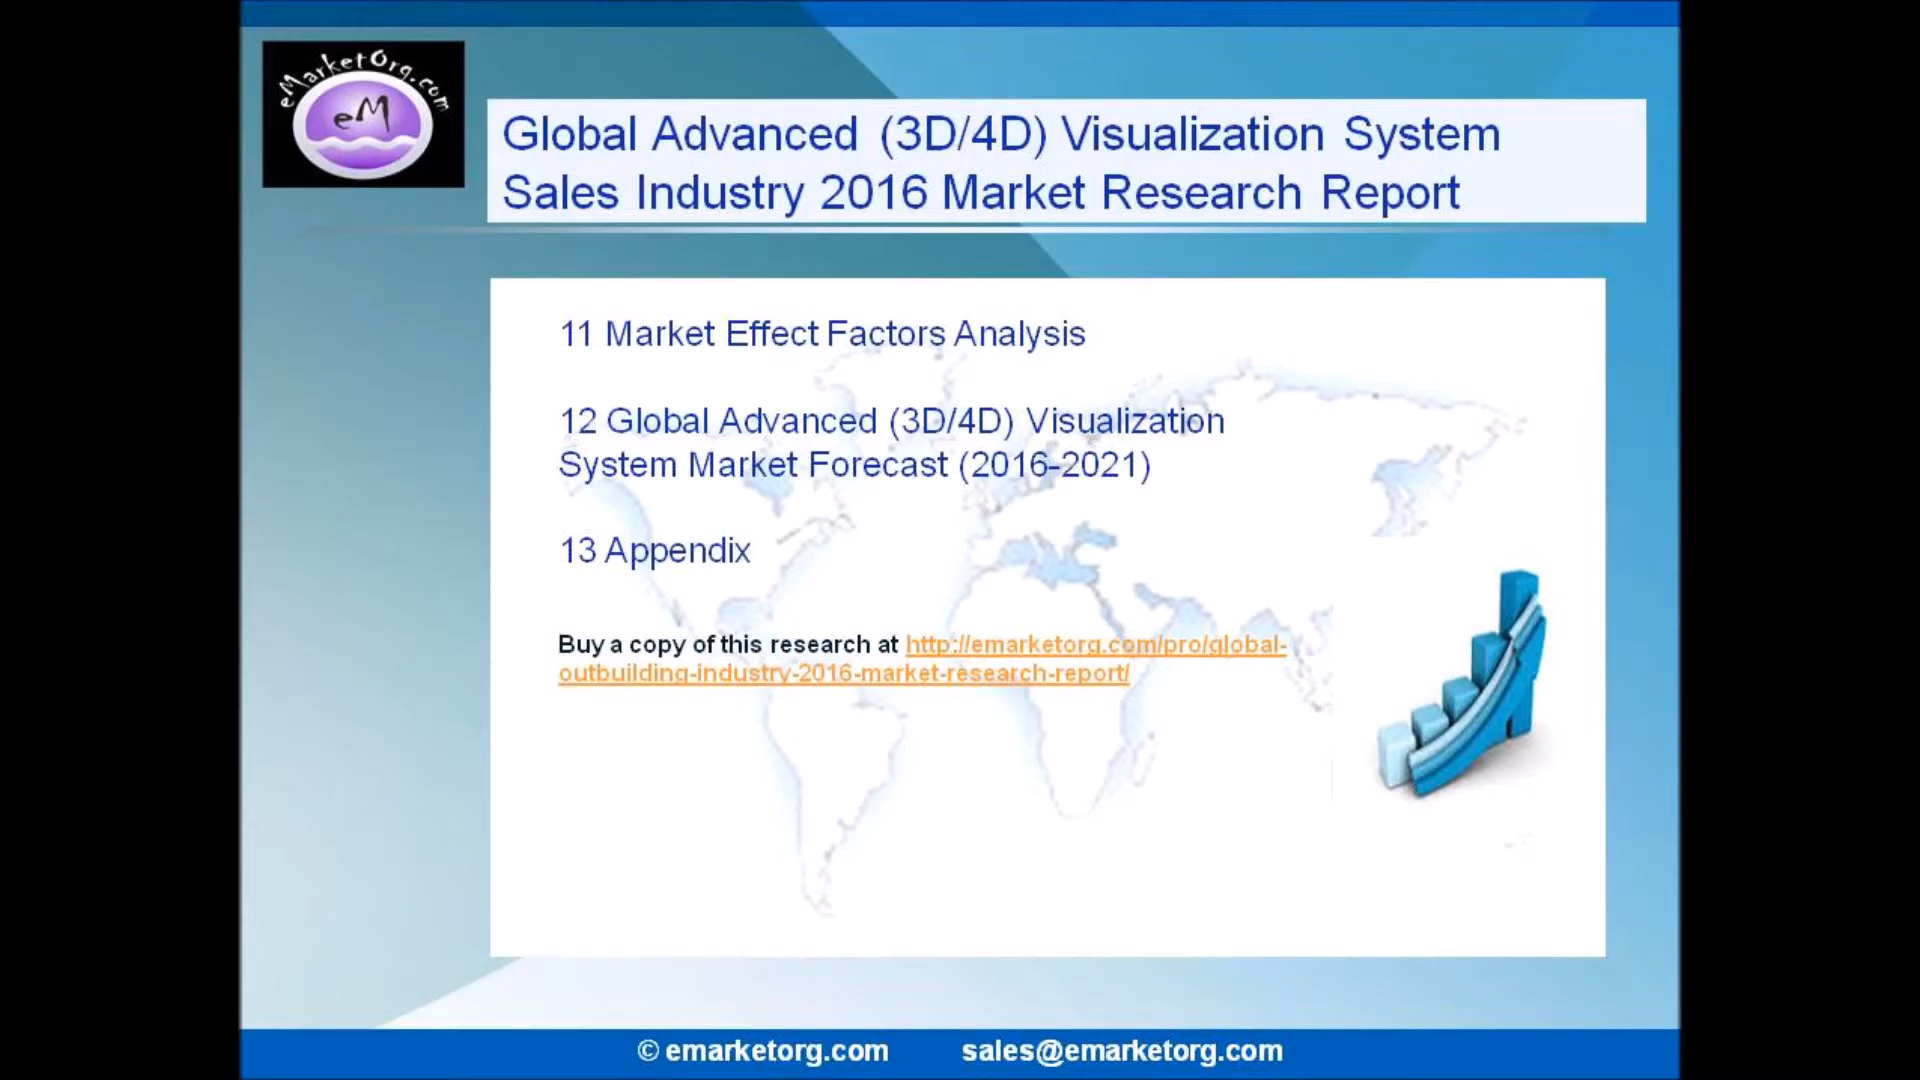 eMarketOrg.com
eM
Global Advanced (3D/4D) Visualization System
Sales Industry 2016 Market Research Report
11 Market Effect Factors Analysis
12 Global Advanced (3D/4D) Visualization
System Market Forecast (2016-2021)
13 Appendix
Buy a copy of this research at http://emarketorg.com/pro/global-
outbuilding-industry-2016-market-research-report/
© emarketorg.com sales@emarketorg.com